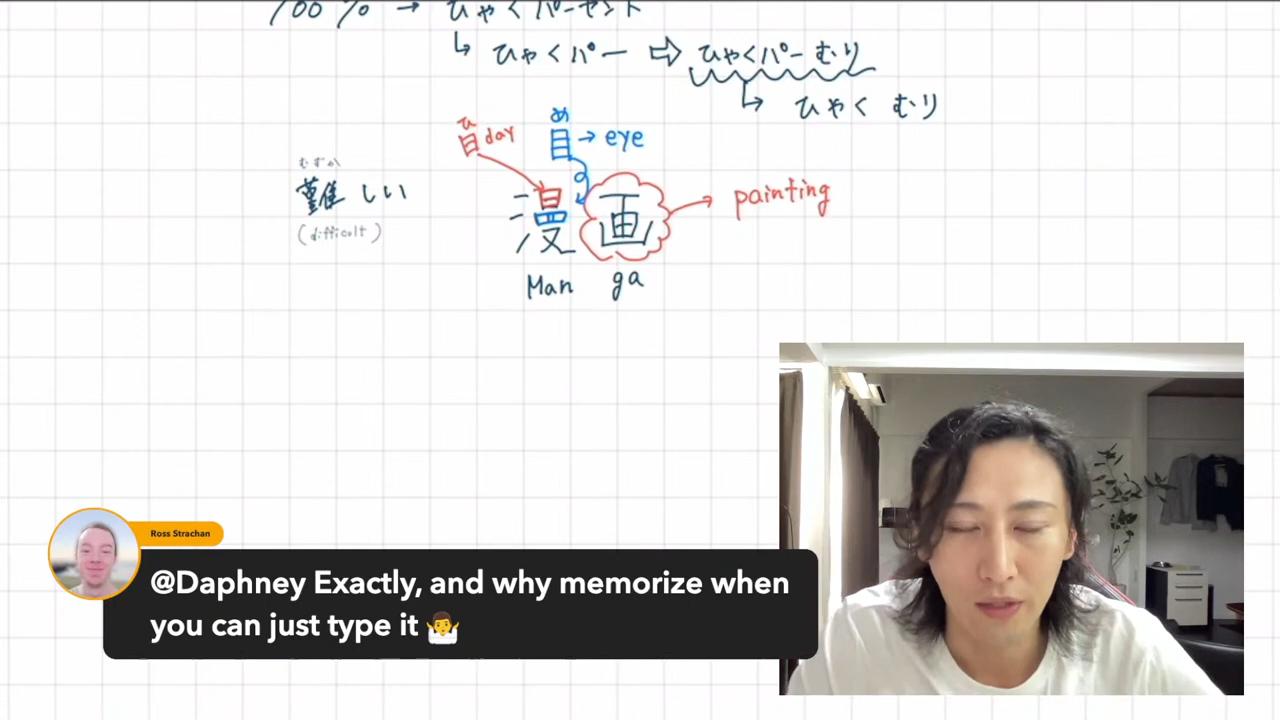 100% → ひゃくパーセント
↳ ひゃくパー ⇨ ひゃくパーむり
↳ ひゃく むり
ひ
日 day
め
目 → eye
むずか
難しい
(difficult)
漫画 → painting
Man ga
Ross Strachan
@Daphney Exactly, and why memorize when
you can just type it 🤷‍♂️